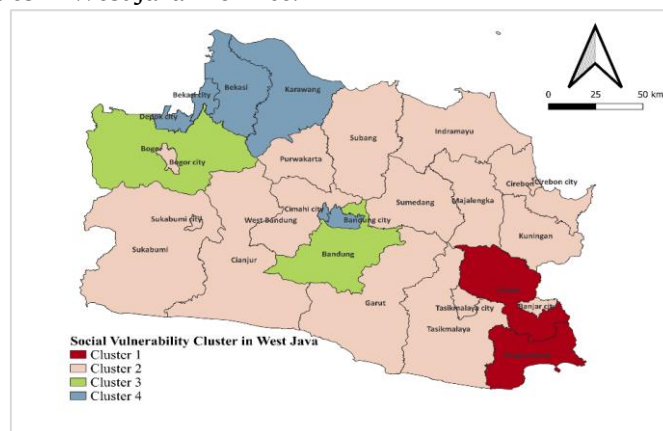 N
0 25 50 km
Bekasi city
Bekasi
Karawang
Depok city
Bogor
Bogor city
Subang
Indramayu
Purwakarta
Cirebon
Cirebon city
Sukabumi city
Cimahi city
West Bandung
Bandung city
Sumedang
Majalengka
Kuningan
Sukabumi
Cianjur
Bandung
Garut
Tasikmalaya city
Tasikmalaya
Banjar city
Social Vulnerability Cluster in West Java
Cluster 1
Cluster 2
Cluster 3
Cluster 4